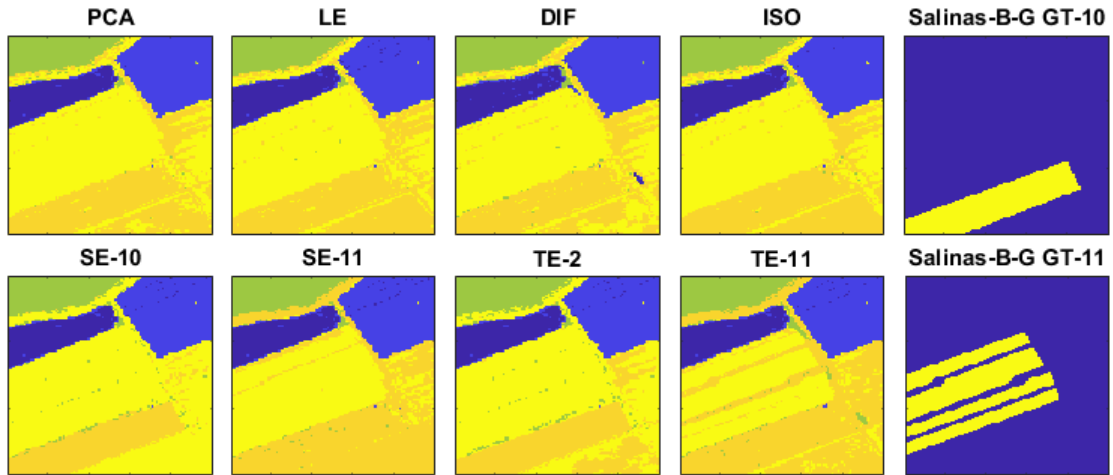 PCA
LE
DIF
ISO
Salinas-B-G GT-10
SE-10
SE-11
TE-2
TE-11
Salinas-B-G GT-11